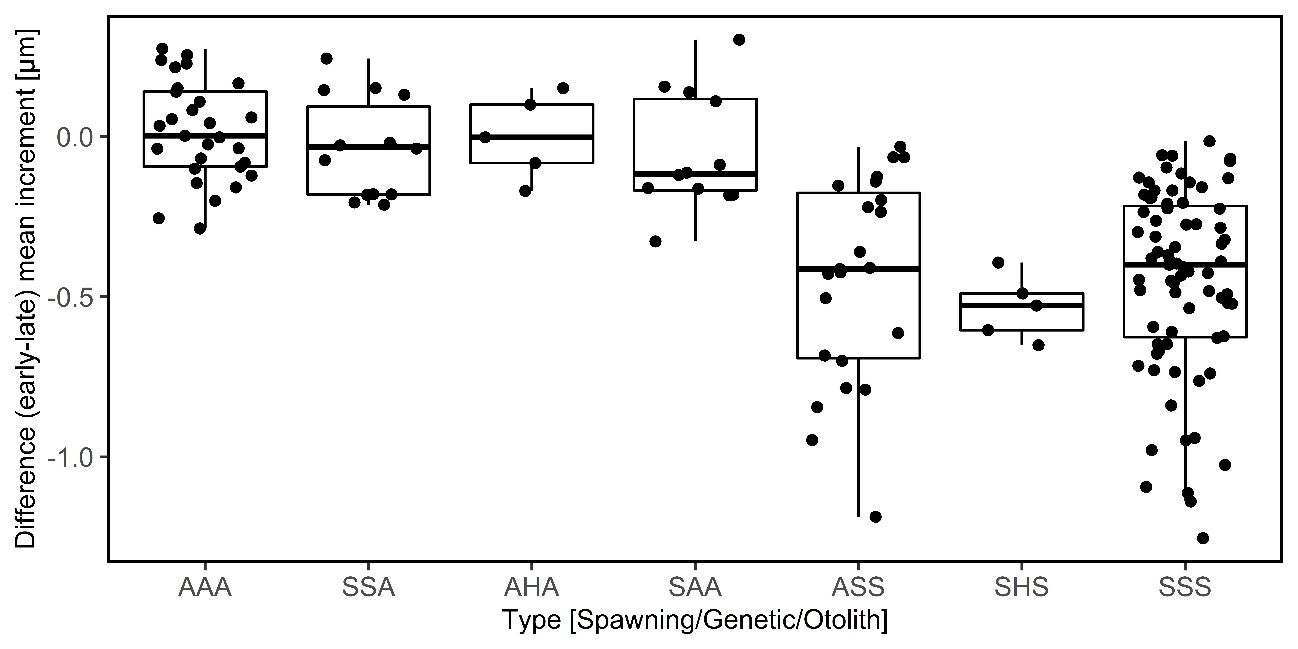 Difference (early-late) mean increment [µm]
0.0
-0.5
-1.0
AAA SSA AHA SAA ASS SHS SSS
Type [Spawning/Genetic/Otolith]